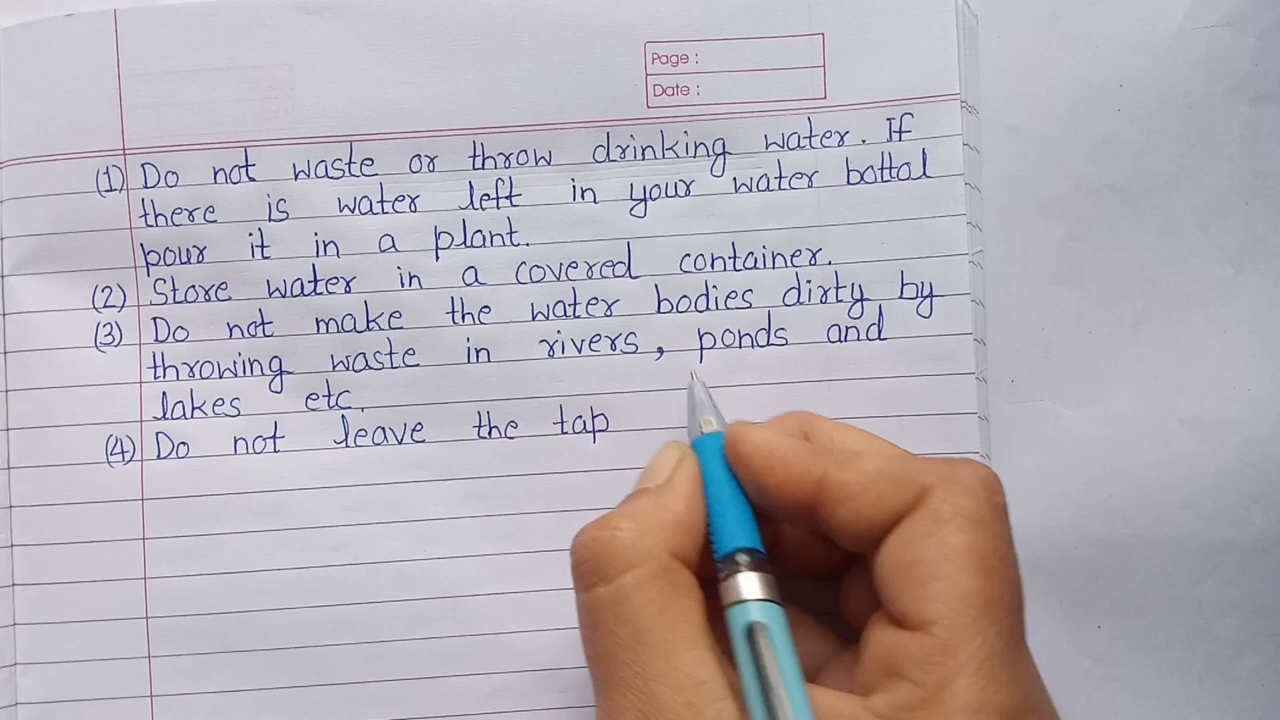 Page :
Date :
(1) Do not waste or throw drinking water. If
there is water left in your water bottal
pour it in a plant.
(2) Store water in a covered container.
(3) Do not make the water bodies dirty by
throwing waste in rivers, ponds and
lakes etc.
(4) Do not leave the tap